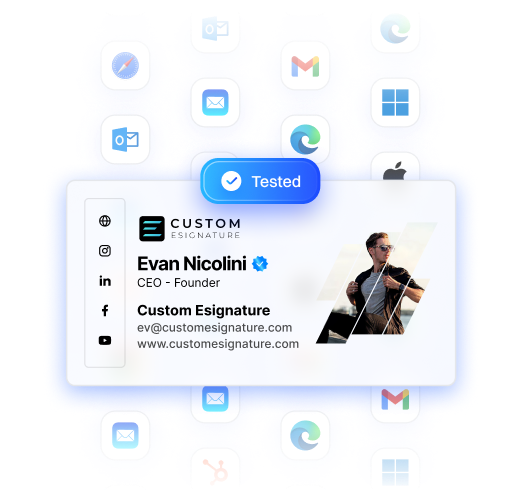 Tested
CUSTOM
ESIGNATURE
Evan Nicolini
CEO - Founder
Custom Esignature
ev@customesignature.com
www.customesignature.com